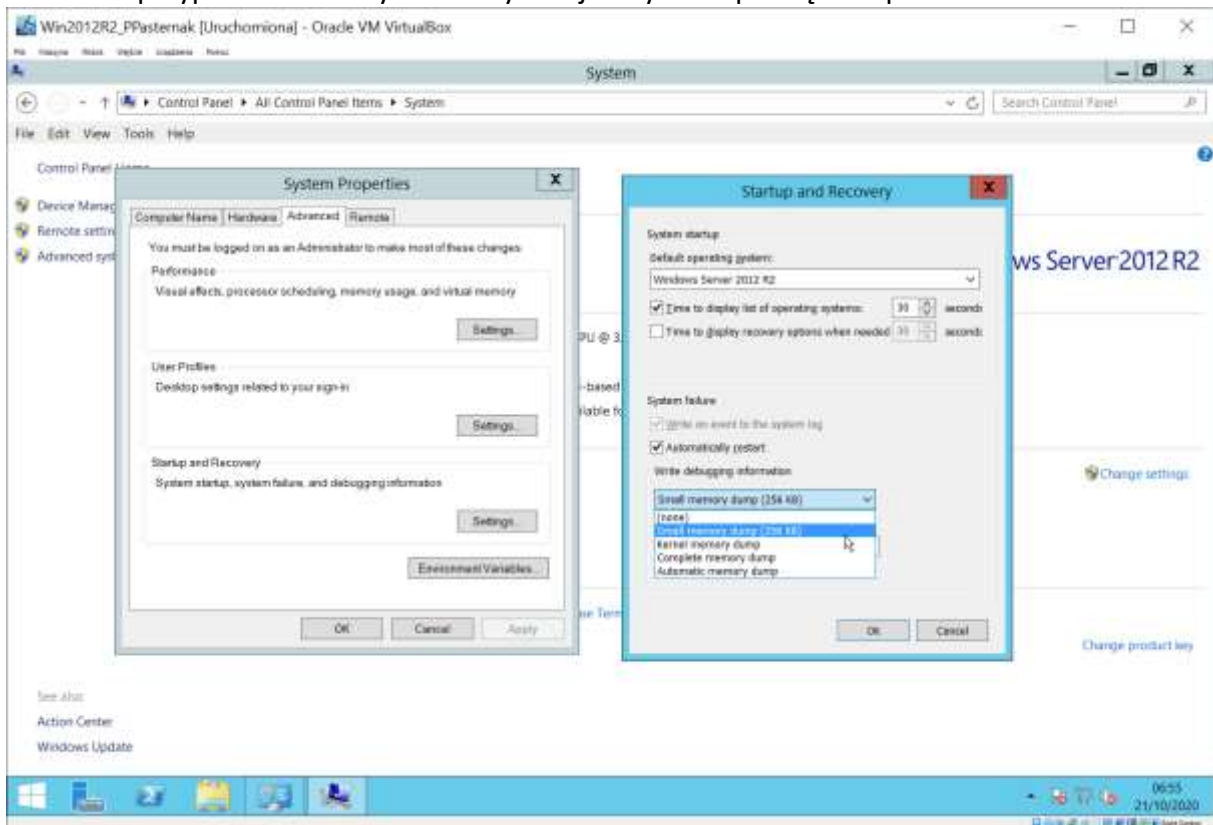 Win2012R2_PPasternak [Uruchomiona] - Oracle VM VirtualBox
System
Control Panel ▸ All Control Panel Items ▸ System
Search Control Panel
File Edit View Tools Help
Control Panel
Device Manag
Remote settin
Advanced syst
System Properties
Computer Name
Hardware
Advanced
Remote
You must be logged on as an Administrator to make most of these changes.
Performance
Visual effects, processor scheduling, memory usage, and virtual memory
Settings...
User Profiles
Desktop settings related to your sign-in
Settings...
Startup and Recovery
System startup, system failure, and debugging information
Settings...
Environment Variables...
OK Cancel Apply
Startup and Recovery
System startup
Default operating system:
Windows Server 2012 R2
Time to display list of operating systems: 30 seconds
Time to display recovery options when needed 30 seconds
System failure
Write an event to the system log
Automatically restart
Write debugging information
Small memory dump (256 KB)
(none)
Small memory dump (256 KB)
Kernel memory dump
Complete memory dump
Automatic memory dump
OK Cancel
ws Server 2012 R2
PU @ 3.
-based
ilable fo
Change settings
se Term
Change product key
See also
Action Center
Windows Update
06:55
21/10/2020